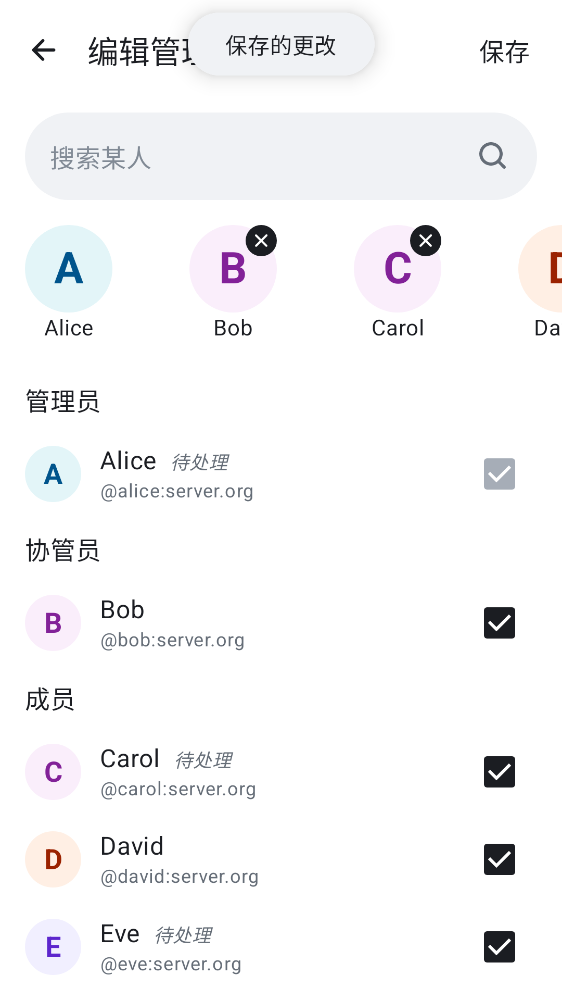 编辑管理
保存的更改
保存
搜索某人
A
B
C
D
Alice
Bob
Carol
Da
管理员
A
Alice 待处理
@alice:server.org
协管员
B
Bob
@bob:server.org
成员
C
Carol 待处理
@carol:server.org
D
David
@david:server.org
E
Eve 待处理
@eve:server.org